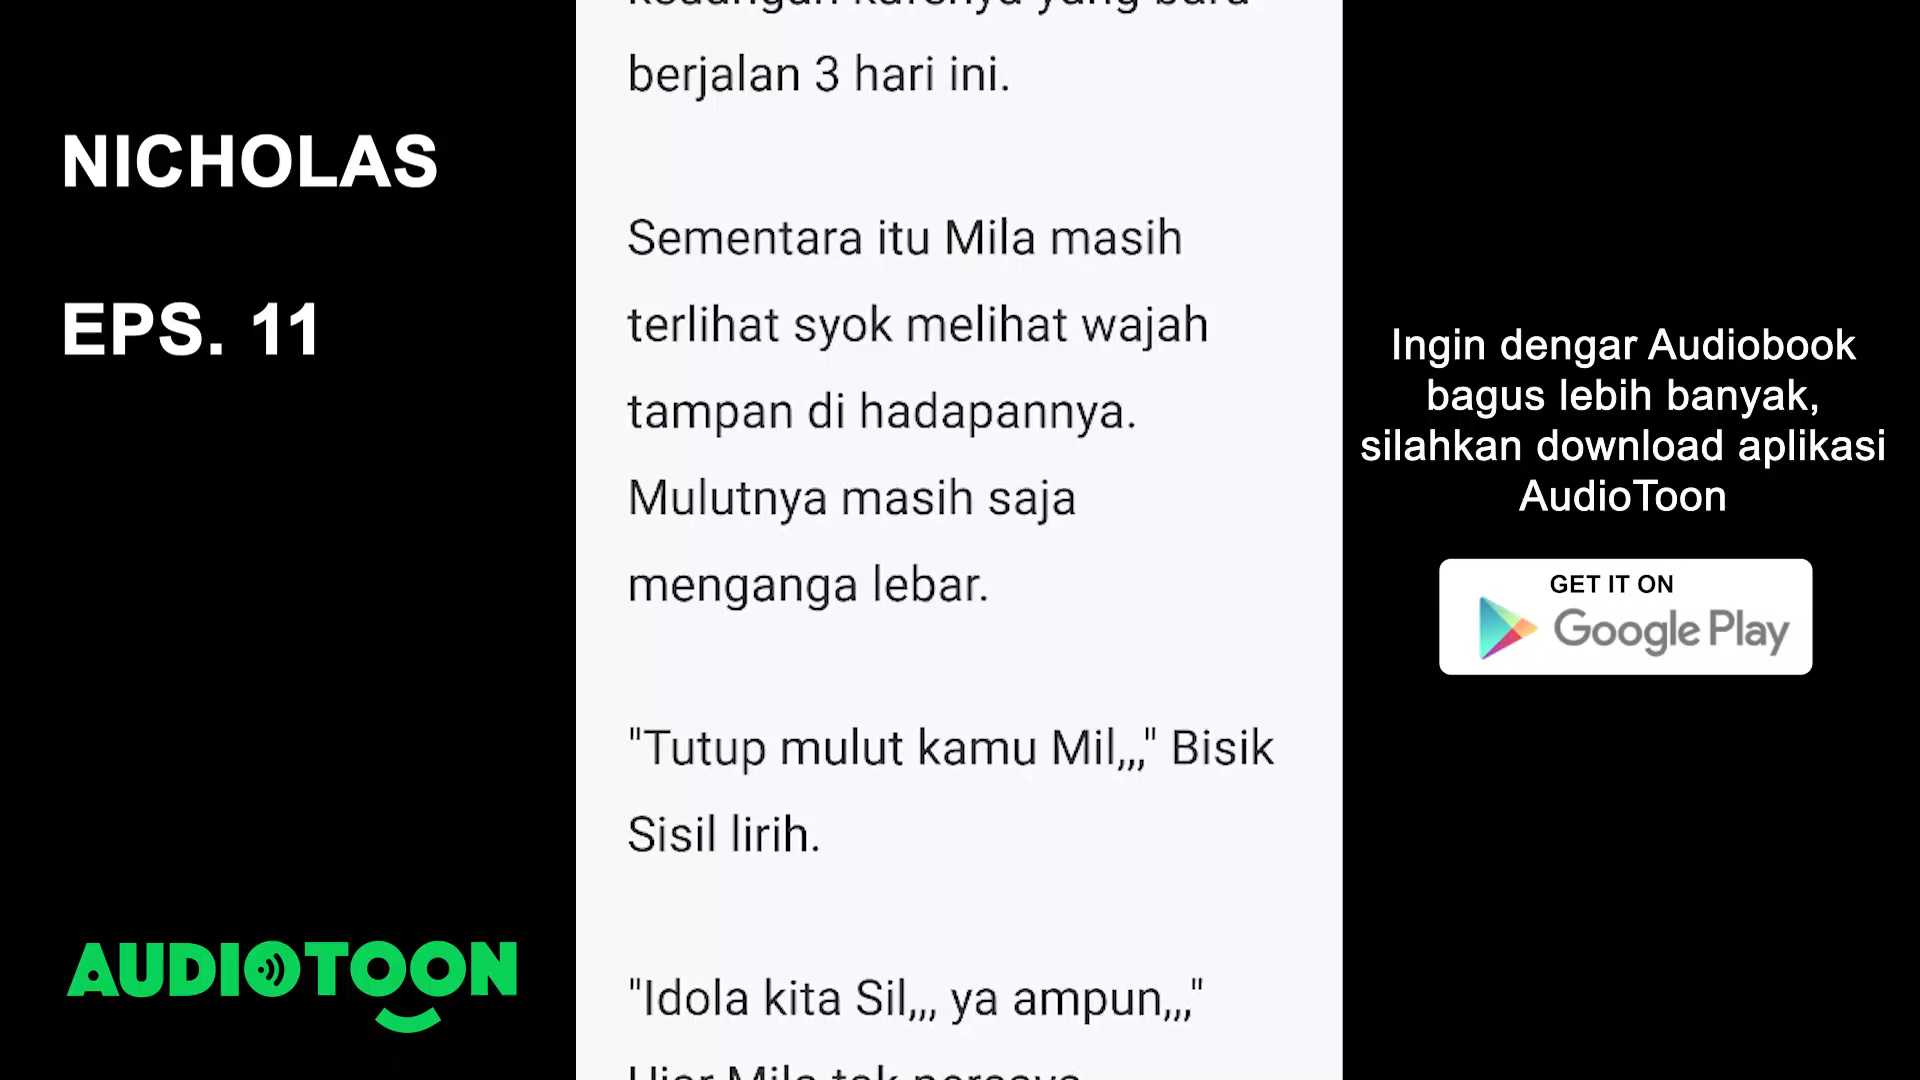 NICHOLAS
EPS. 11
AUDIOTOON
berjalan 3 hari ini.
Sementara itu Mila masih
terlihat syok melihat wajah
tampan di hadapannya.
Mulutnya masih saja
menganga lebar.
"Tutup mulut kamu Mil,,," Bisik
Sisil lirih.
"Idola kita Sil,,, ya ampun,,,"
Ingin dengar Audiobook
bagus lebih banyak,
silahkan download aplikasi
AudioToon
GET IT ON
Google Play